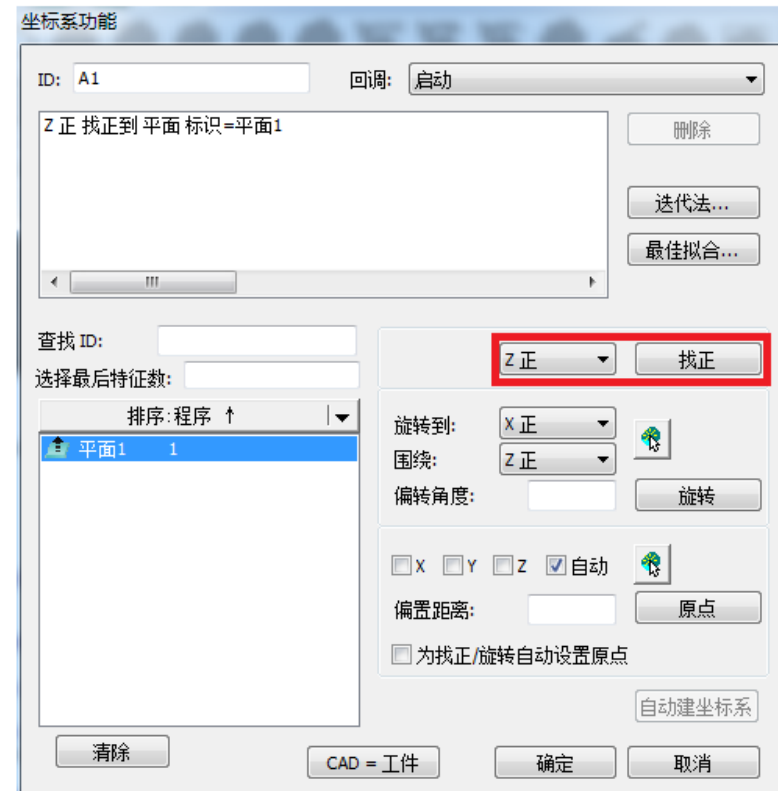 坐标系功能
ID: A1 回调: 启动
Z 正 找正到 平面 标识=平面1
删除
迭代法...
最佳拟合...
查找 ID:
Z 正 找正
选择最后特征数:
排序:程序 ↑
平面1 1
旋转到: X 正
围绕: Z 正
偏转角度: 旋转
X Y Z 自动
偏置距离: 原点
为找正/旋转自动设置原点
自动建坐标系
清除 CAD = 工件 确定 取消